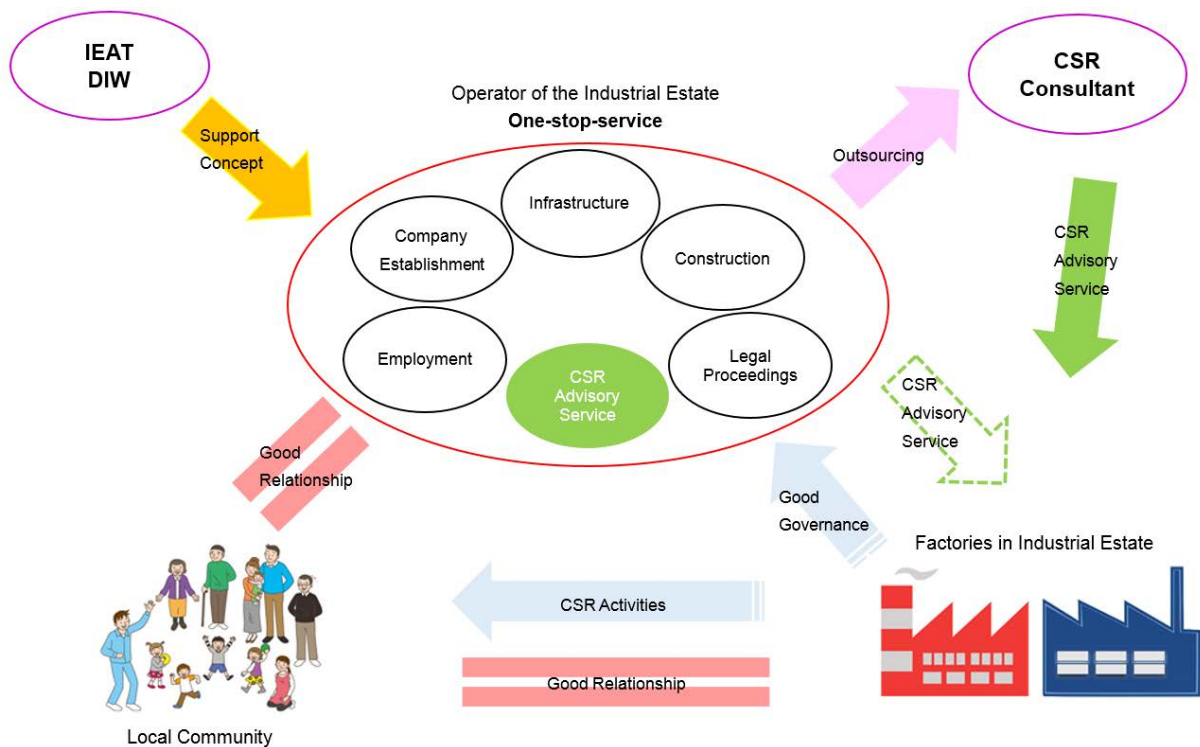 IEAT
DIW
CSR
Consultant
Operator of the Industrial Estate
One-stop-service
Support
Concept
Outsourcing
Infrastructure
Company
Establishment
Construction
Employment
CSR
Advisory
Service
Legal
Proceedings
CSR
Advisory
Service
CSR
Advisory
Service
Good
Relationship
Good
Governance
Factories in Industrial Estate
CSR Activities
Good Relationship
Local Community